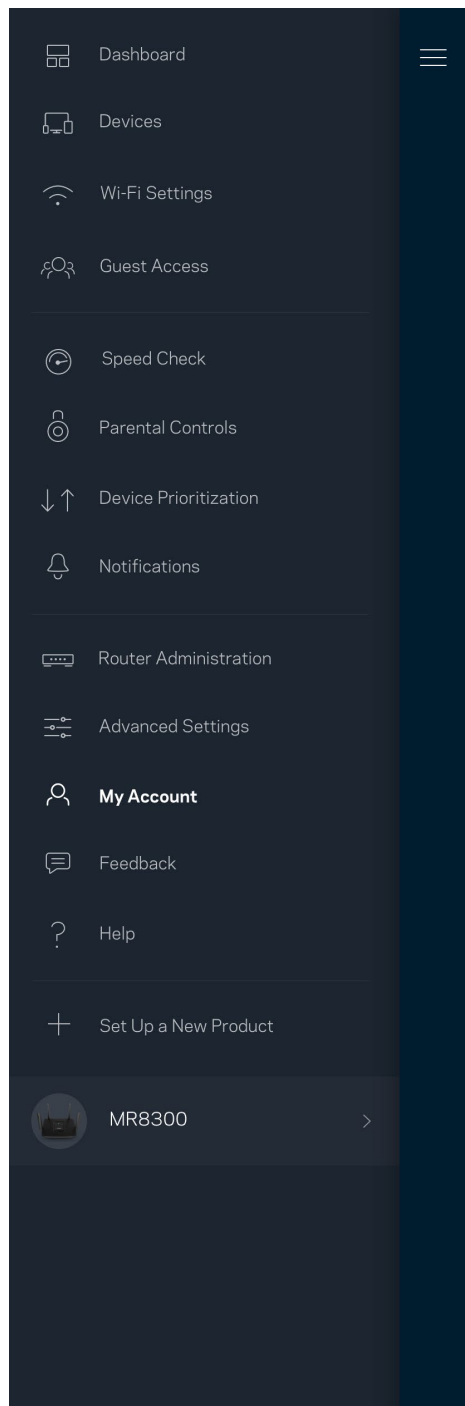 Dashboard
Devices
Wi-Fi Settings
Guest Access
Speed Check
Parental Controls
Device Prioritization
Notifications
Router Administration
Advanced Settings
My Account
Feedback
Help
Set Up a New Product
MR8300